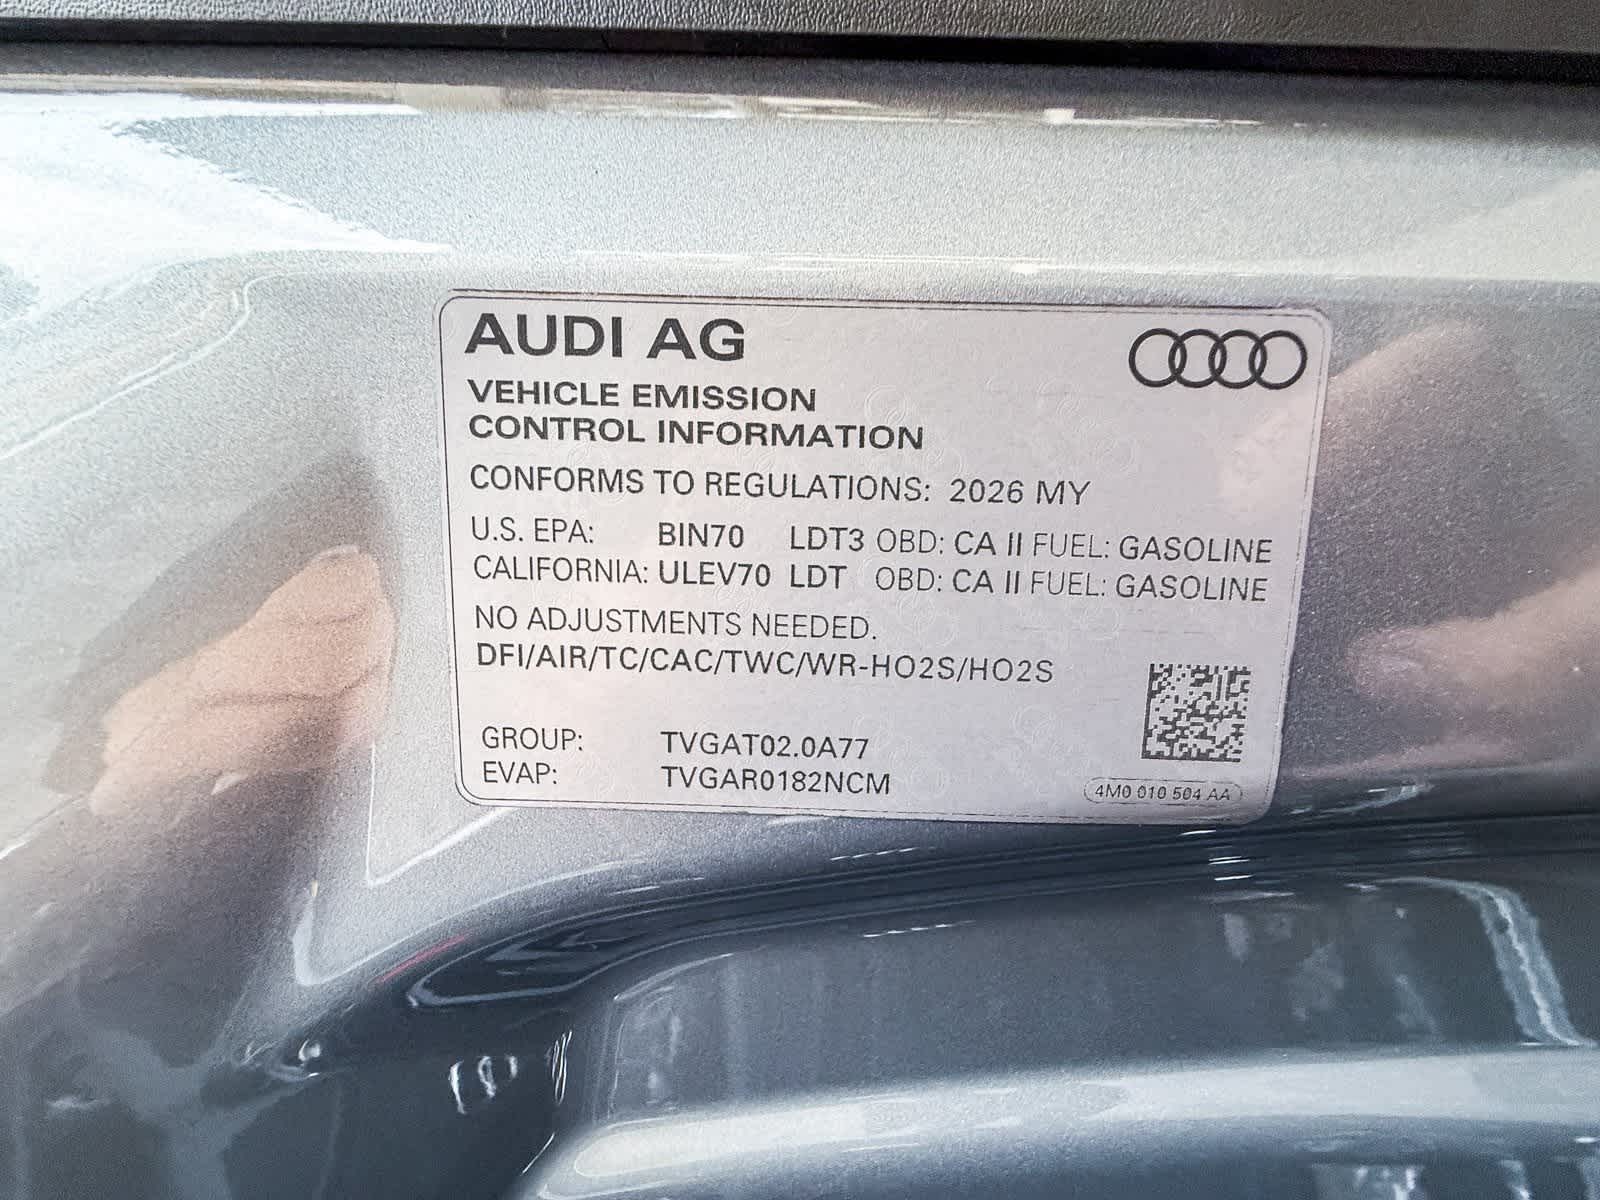 AUDI AG
VEHICLE EMISSION
CONTROL INFORMATION
CONFORMS TO REGULATIONS: 2026 MY
U.S. EPA: BIN70 LDT3 OBD: CA II FUEL: GASOLINE
CALIFORNIA: ULEV70 LDT OBD: CA II FUEL: GASOLINE
NO ADJUSTMENTS NEEDED.
DFI/AIR/TC/CAC/TWC/WR-HO2S/HO2S
GROUP: TVGAT02.0A77
EVAP: TVGAR0182NCM
4M0 010 504 AA